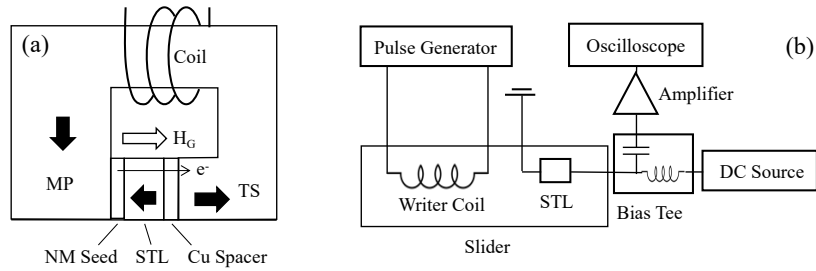 (a)
Coil
H_G
e-
MP
TS
NM Seed
STL
Cu Spacer
Pulse Generator
Oscilloscope
(b)
Amplifier
DC Source
Writer Coil
STL
Bias Tee
Slider